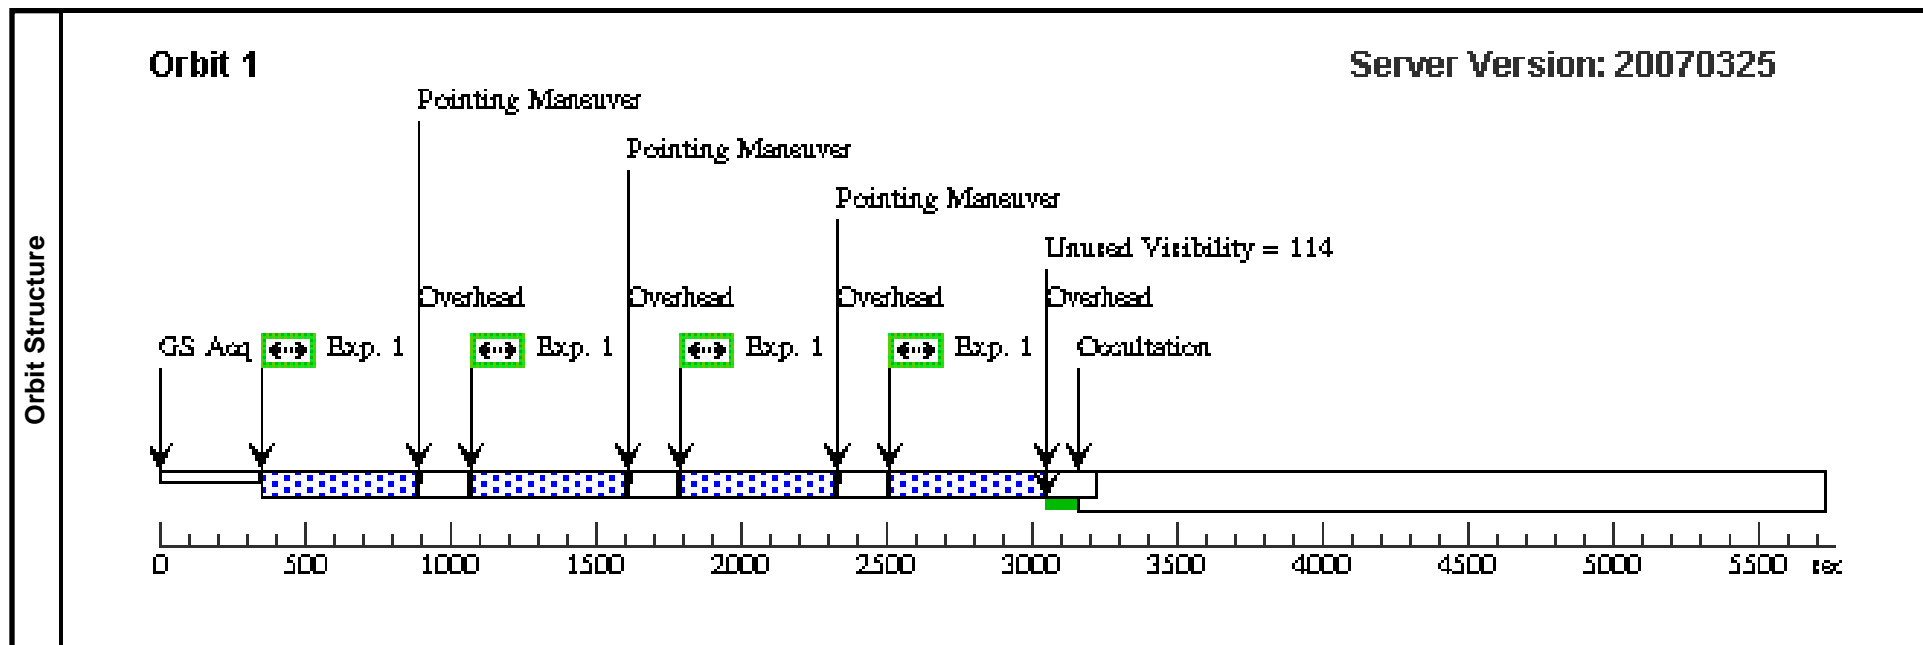 Orbit Structure
Orbit 1
Server Version: 20070325
Pointing Maneuver
Pointing Maneuver
Pointing Maneuver
Unused Visibility = 114
Overhead Overhead Overhead Overhead
GS Acq Exp. 1 Exp. 1 Exp. 1 Exp. 1 Occultation
0 500 1000 1500 2000 2500 3000 3500 4000 4500 5000 5500 sec